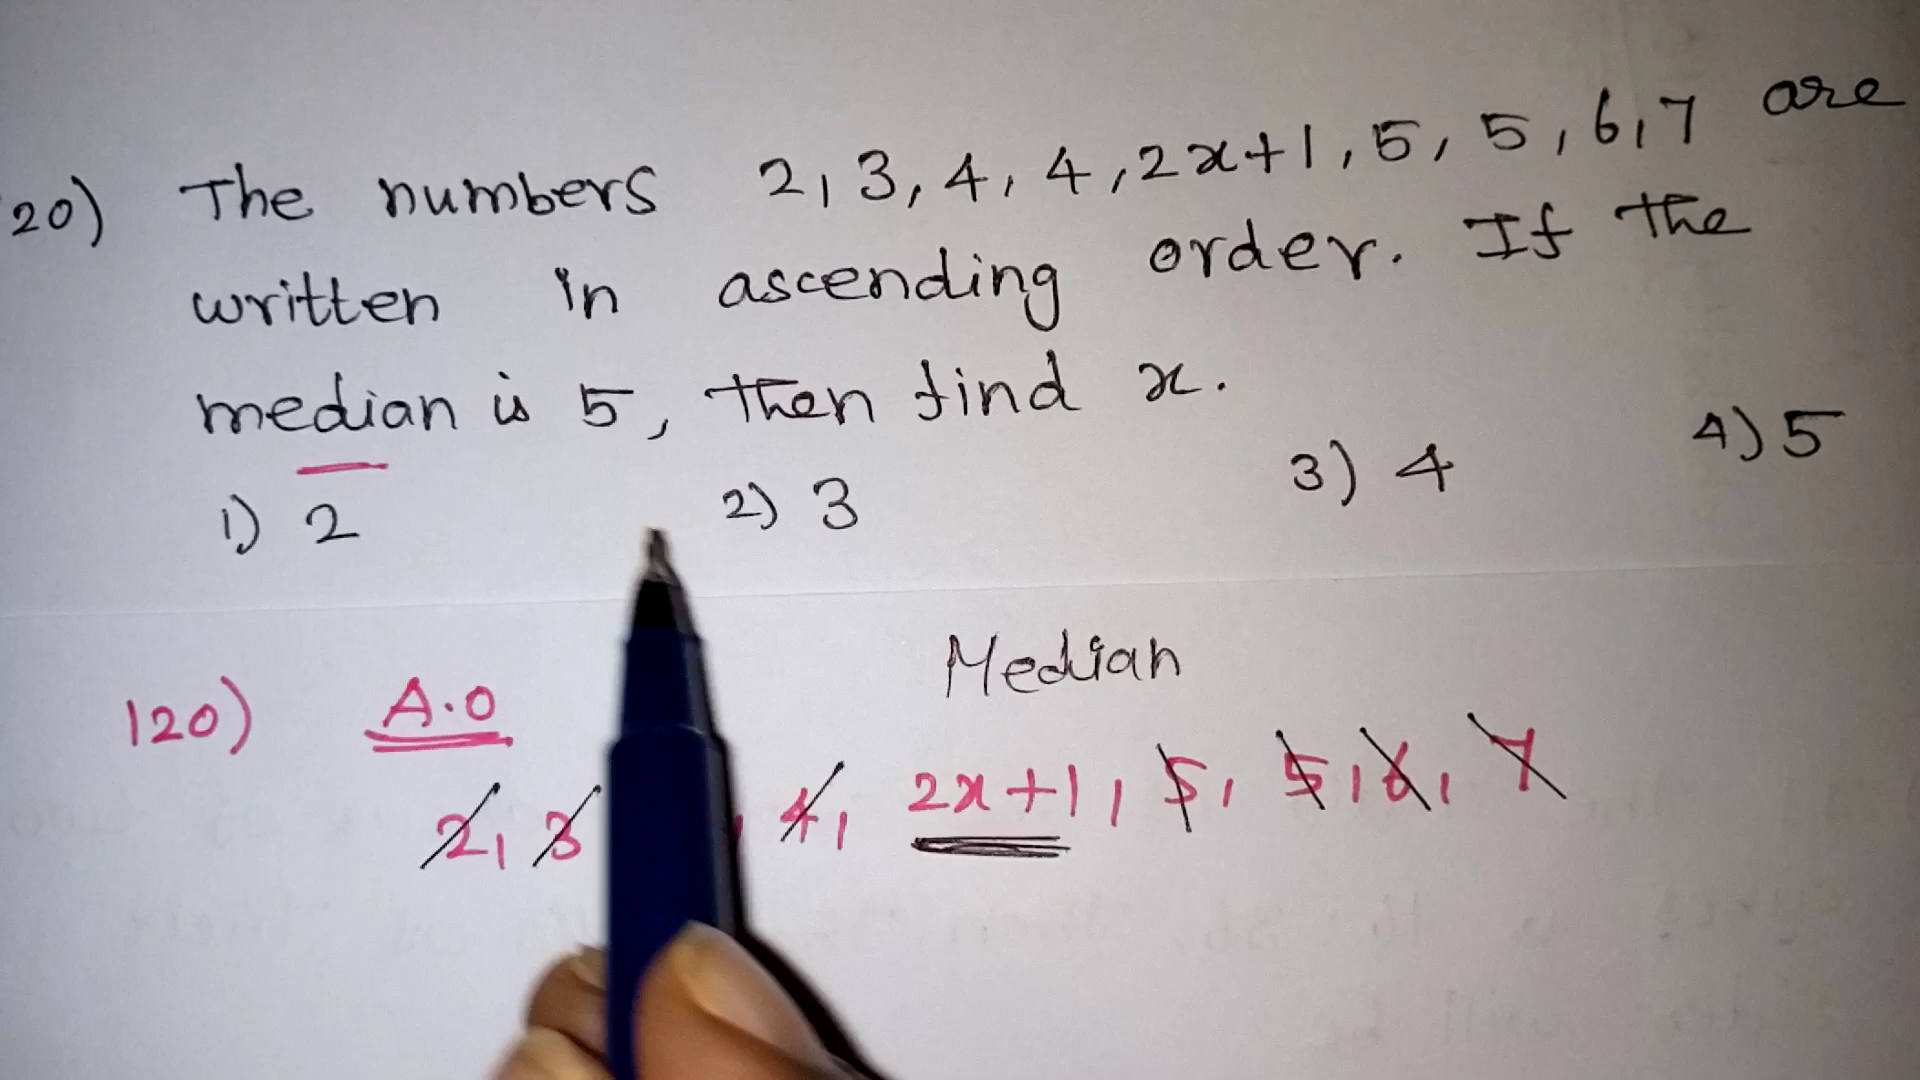 20) The numbers 2, 3, 4, 4, 2x+1, 5, 5, 6, 7 are
written in ascending order. If the
median is 5, then find x.
1) 2 2) 3 3) 4 4) 5
Median
120) A.O
2, 3 , 4, 2x+1, 5, 5, 6, 7